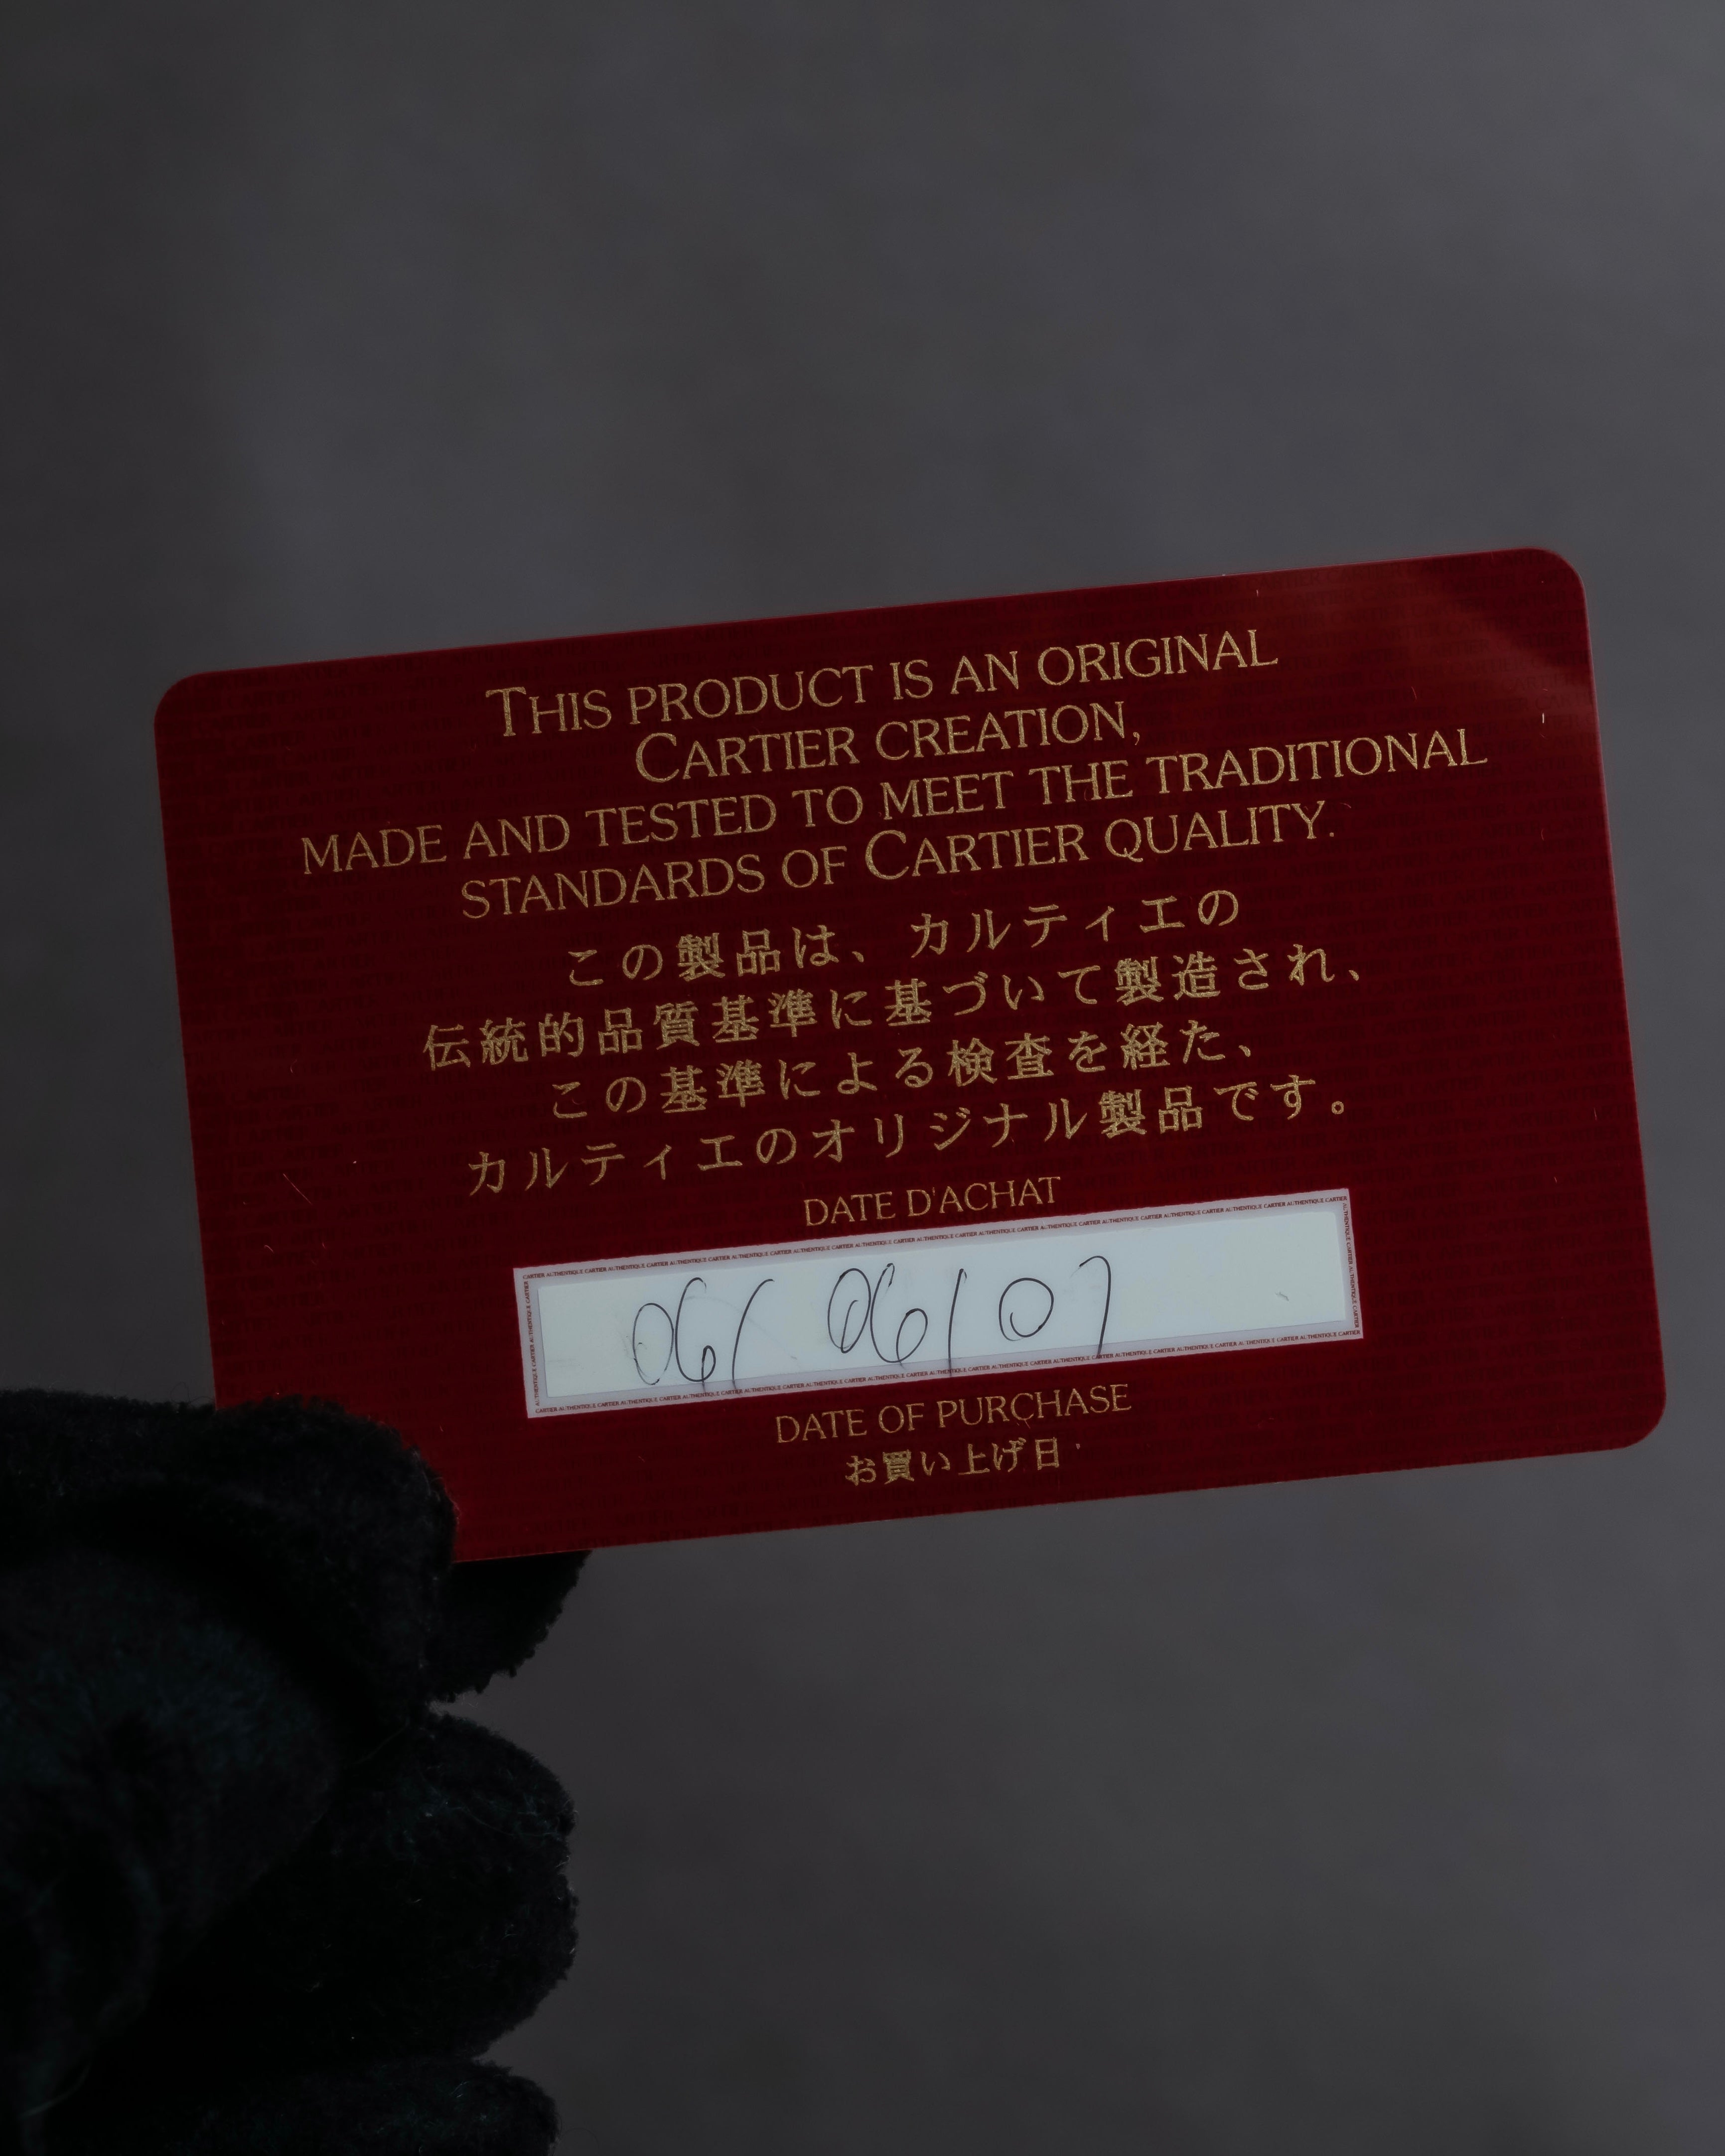 THIS PRODUCT IS AN ORIGINAL
CARTIER CREATION,
MADE AND TESTED TO MEET THE TRADITIONAL
STANDARDS OF CARTIER QUALITY.
この製品は、カルティエの
伝統的品質基準に基づいて製造され、
この基準による検査を経た、
カルティエのオリジナル製品です。
DATE D'ACHAT
06/ 06/07
DATE OF PURCHASE
お買い上げ日